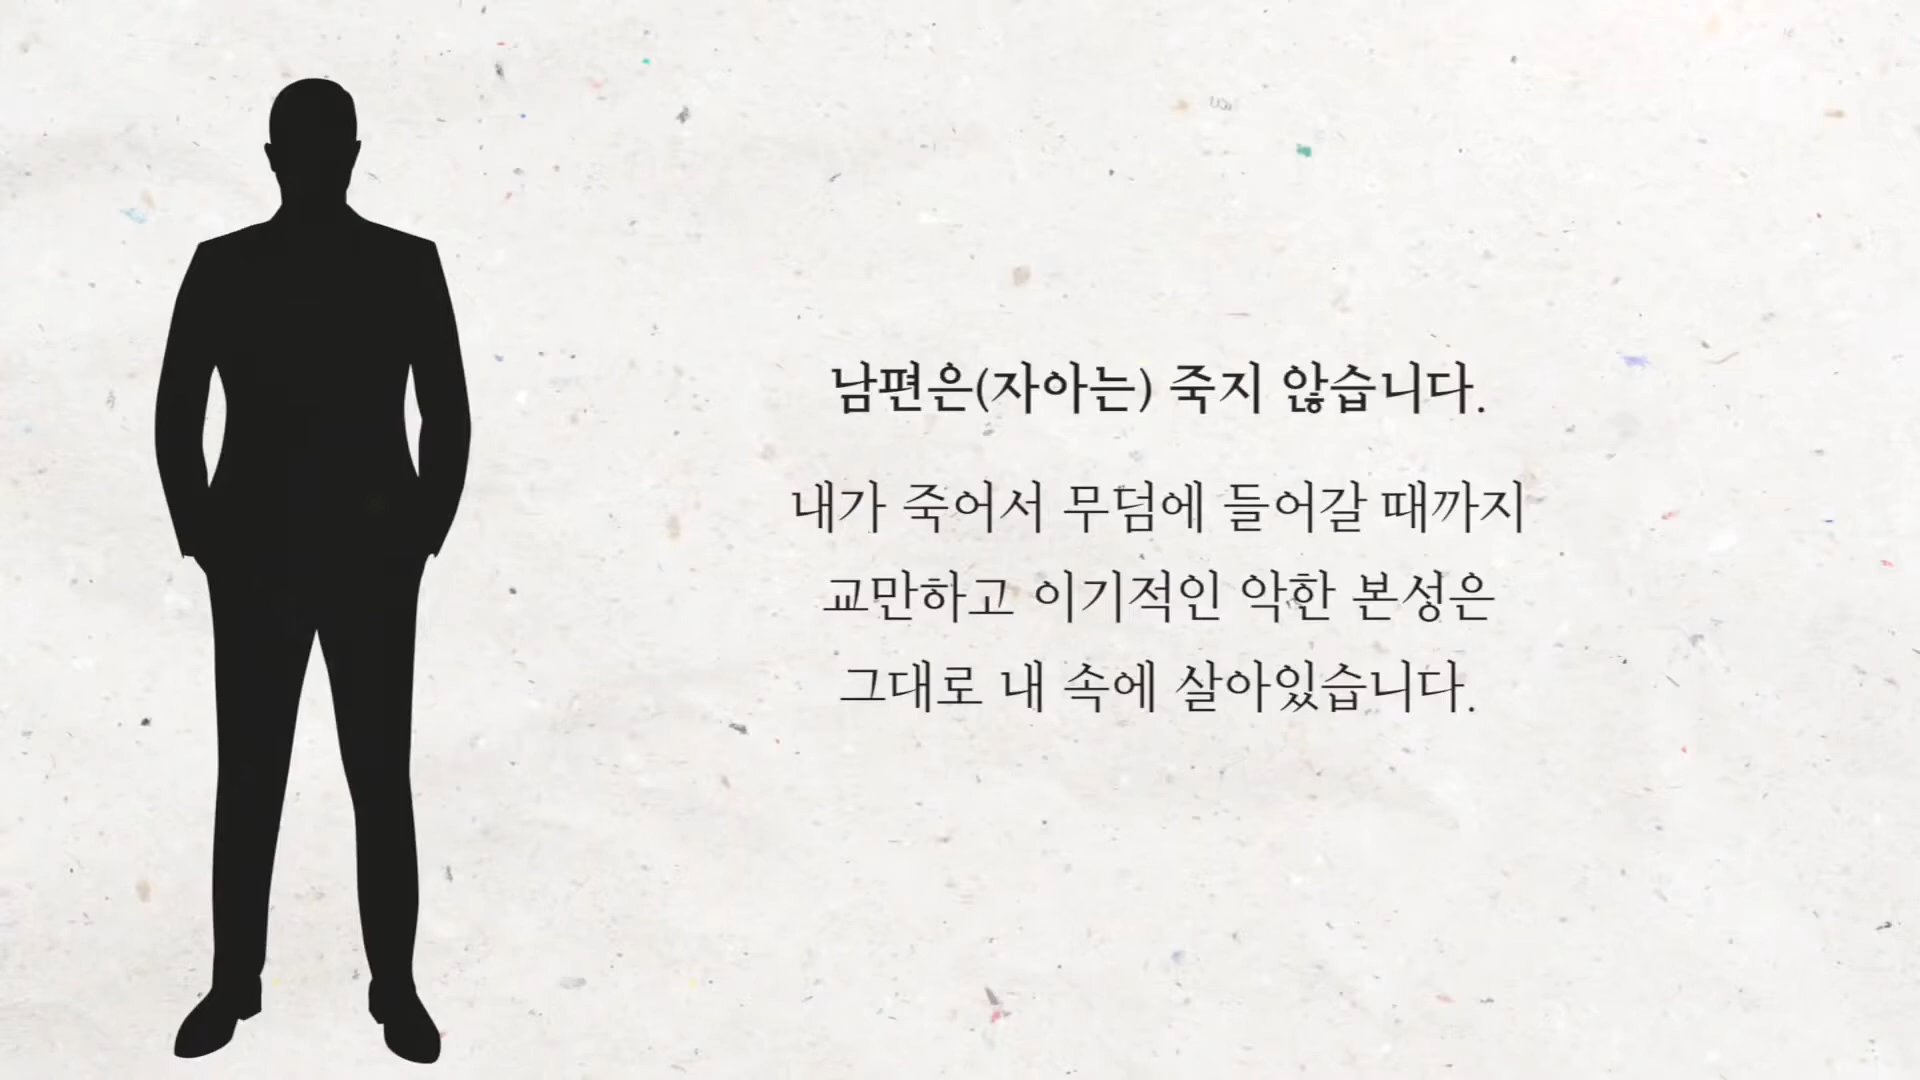 남편은(자아는) 죽지 않습니다.
내가 죽어서 무덤에 들어갈 때까지
교만하고 이기적인 악한 본성은
그대로 내 속에 살아있습니다.